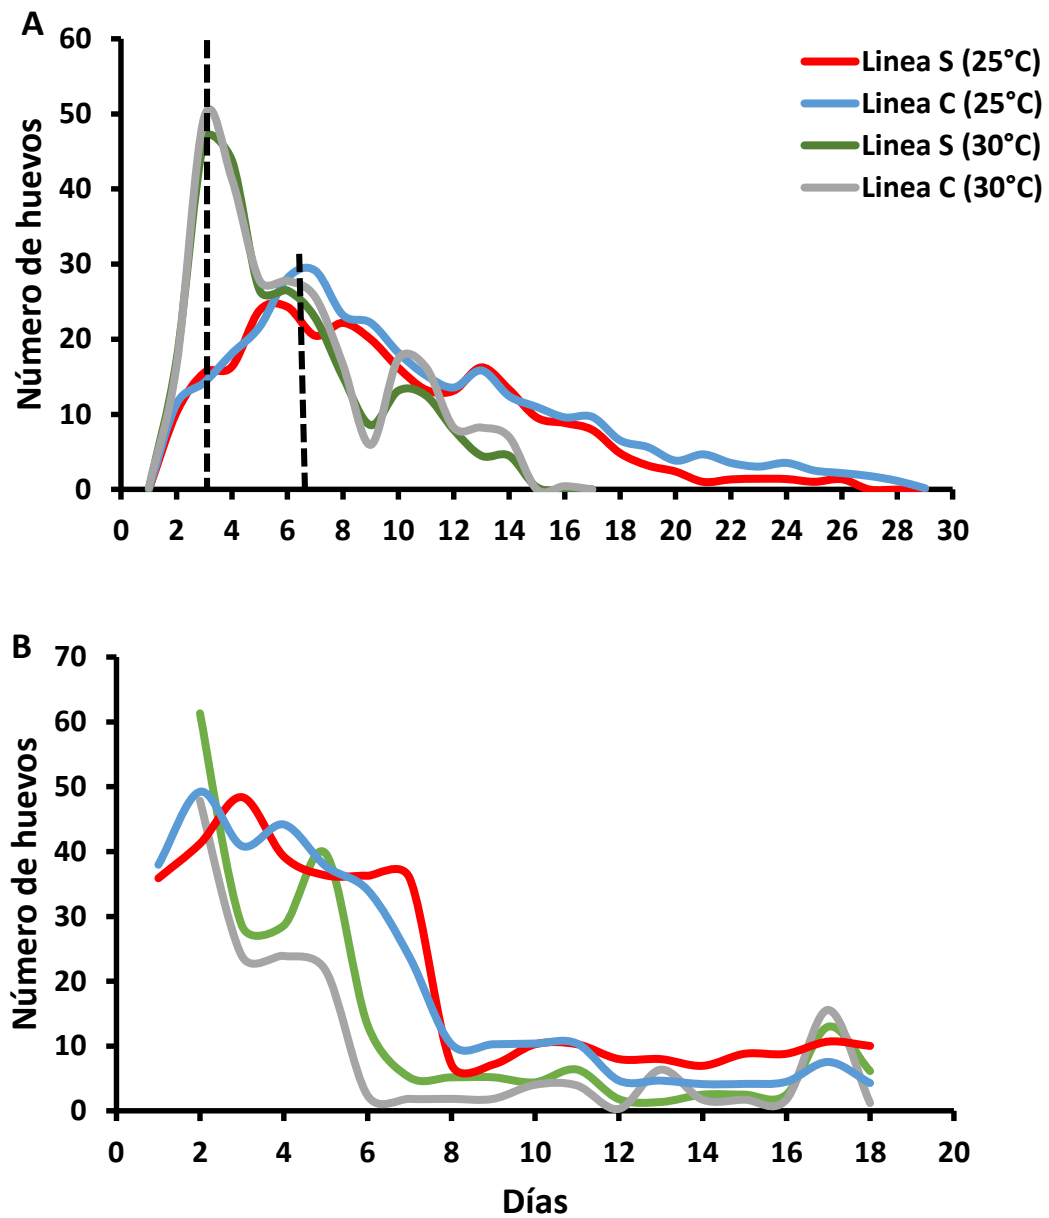 A
Número de huevos
60
50
40
30
20
10
0
0 2 4 6 8 10 12 14 16 18 20 22 24 26 28 30
Linea S (25°C)
Linea C (25°C)
Linea S (30°C)
Linea C (30°C)
B
Número de huevos
70
60
50
40
30
20
10
0
0 2 4 6 8 10 12 14 16 18 20
Días